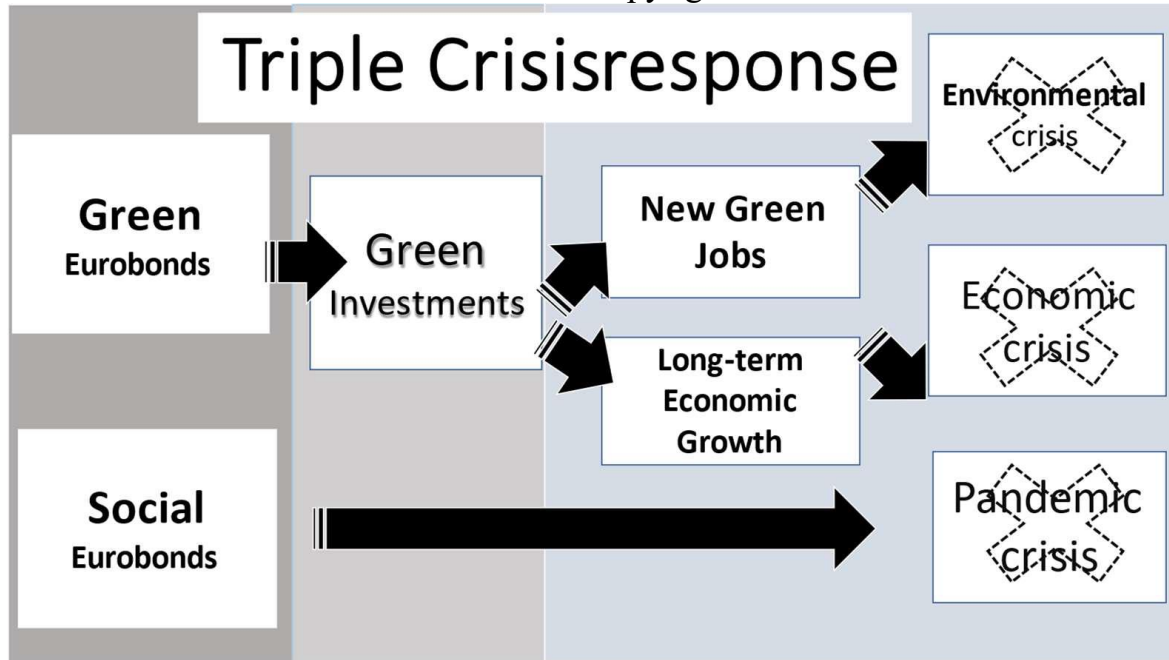 Triple Crisisresponse
Green
Eurobonds
Green
Investments
New Green
Jobs
Long-term
Economic
Growth
Environmental
crisis
Economic
crisis
Social
Eurobonds
Pandemic
crisis